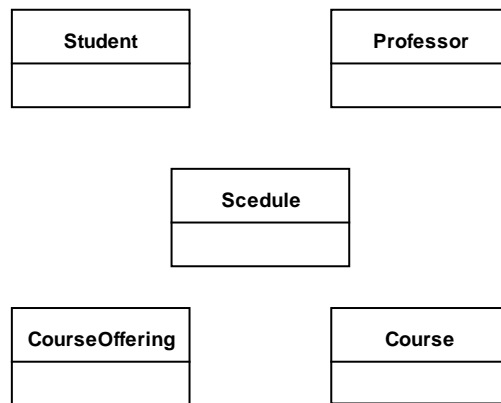 Student
Professor
Scedule
CourseOffering
Course